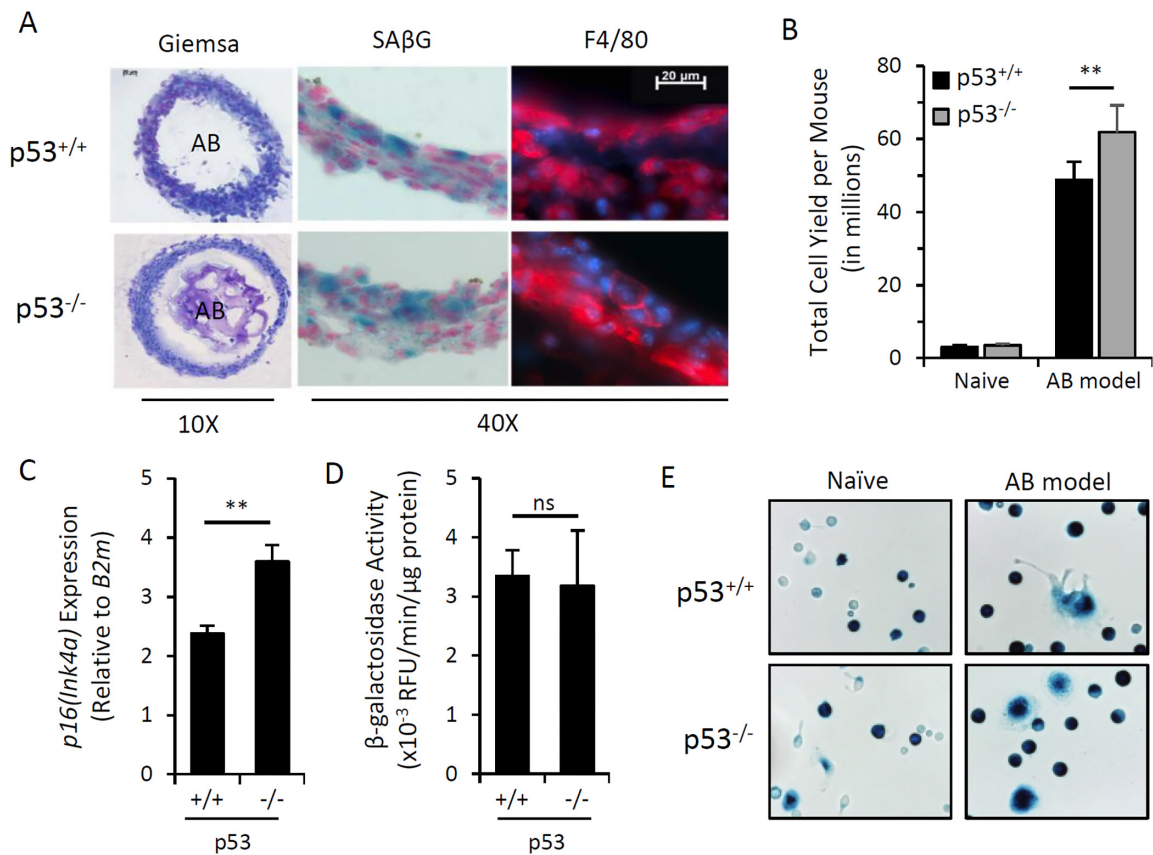 A
Giemsa
SAβG
F4/80
20 µm
p53+/+
AB
p53-/-
AB
10X
40X
B
Total Cell Yield per Mouse
(in millions)
80
60
40
20
0
**
p53+/+
p53-/-
Naive
AB model
C
p16(Ink4a) Expression
(Relative to B2m)
5
4
3
2
1
0
**
+/+
-/-
p53
D
β-galactosidase Activity
(x10-3 RFU/min/µg protein)
5
4
3
2
1
0
ns
+/+
-/-
p53
E
Naïve
AB model
p53+/+
p53-/-